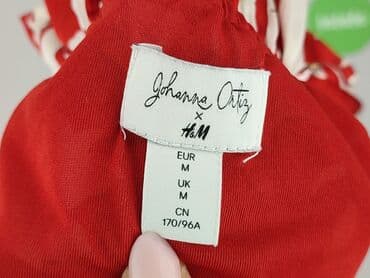 Johanna Ortiz
x
H&M
EUR
M
UK
M
CN
170/96A